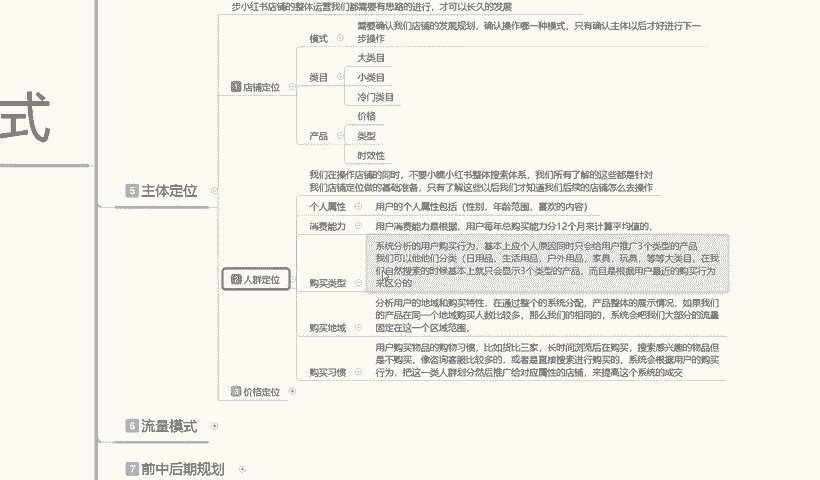 步小红书店铺的整体运营我们都需要有思路的进行，才可以长久的发展
式
5 主体定位
1 店铺定位
模式
需要确认我们店铺的发展规划，确认操作哪一种模式，只有确认主体以后才好进行下一
步操作
类目
大类目
小类目
冷门类目
产品
价格
类型
时效性
2 人群定位
我们在操作店铺的同时，不要小瞧小红书整体搜索体系，我们所有了解的这些都是针对
我们店铺定位做的基础准备，只有了解这些以后我们才知道我们后续的店铺怎么去操作
个人属性
用户的个人属性包括（性别，年龄范围，喜欢的内容）
消费能力
用户消费能力是根据，用户每年总购买能力分12个月来计算平均值的，
购买类型
系统分析的用户购买行为，基本上应个人原因同时只会给用户推广3个类型的产品
我们可以他他们分类（日用品，生活用品，户外用品，家具，玩具，等等大类目，在我
们自然搜索的时候基本上就只会显示3个类型的产品，而且是根据用户最近的购买行为
来区分的
购买地域
分析用户的地域和购买特性，在通过整个的系统分配，产品整体的展示情况，如果我们
的产品在同一个地域购买人数比较多，那么我们的相同的，系统会吧我们大部分的流量
固定在这一个区域范围，
购买习惯
用户购买物品的购物习惯，比如货比三家，长时间浏览后在购买，搜索感兴趣的物品但
是不购买，像咨询客服比较多的，或者是直接搜索进行购买的，系统会根据用户的购买
行为，把这一类人群划分然后推广给对应属性的店铺，来提高这个系统的成交
3 价格定位
6 流量模式
7 前中后期规划